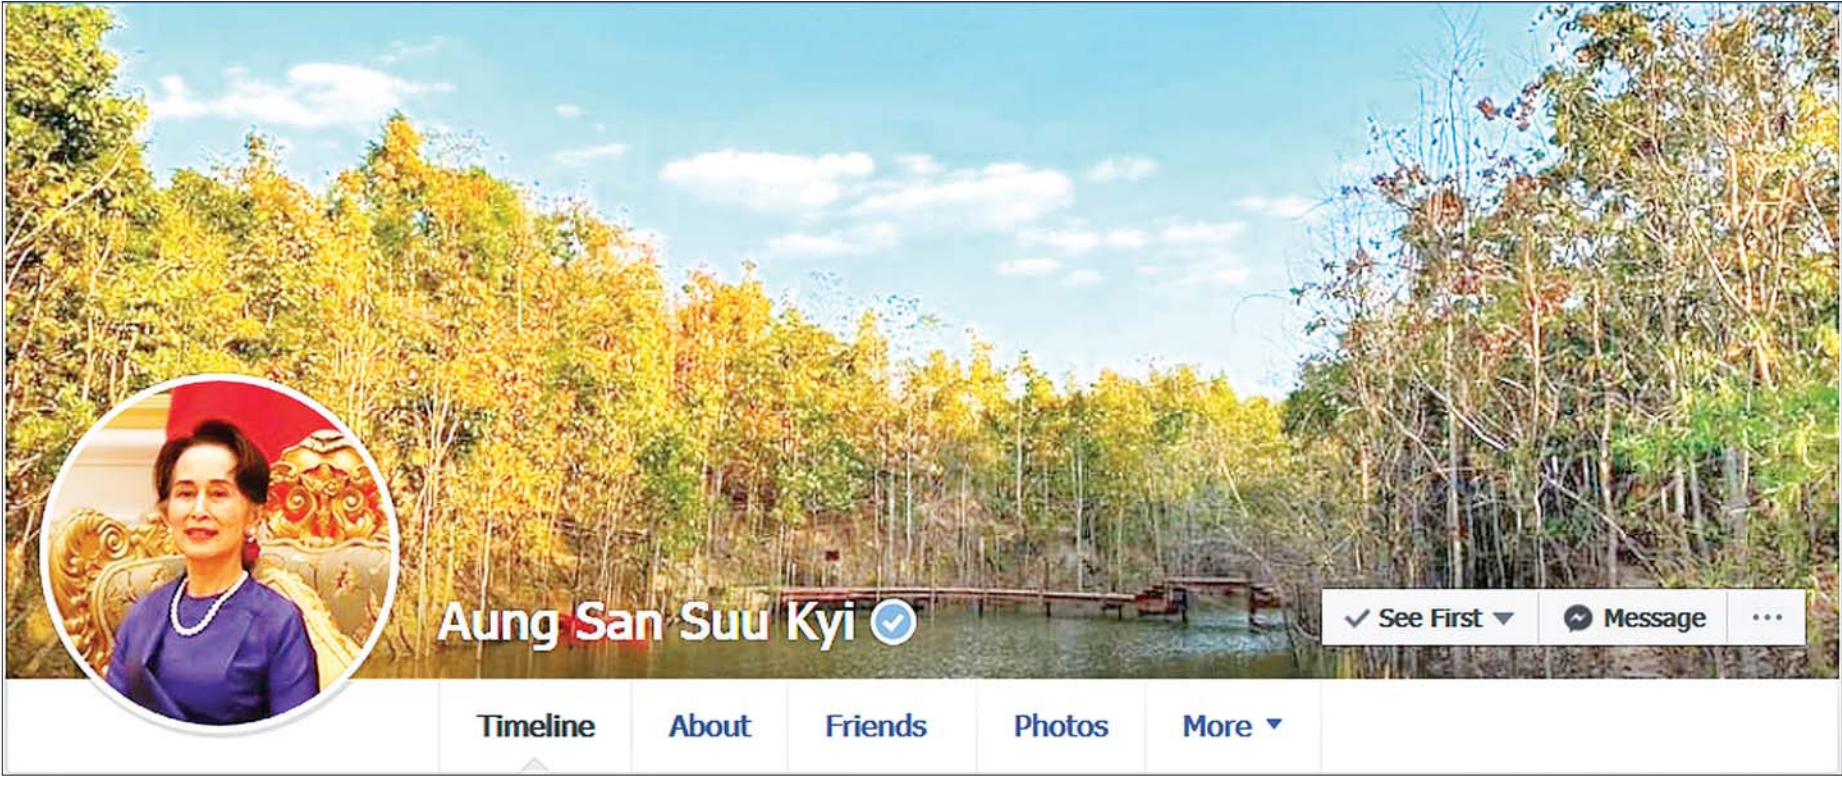 Aung San Suu Kyi
See First
Message
Timeline
About
Friends
Photos
More